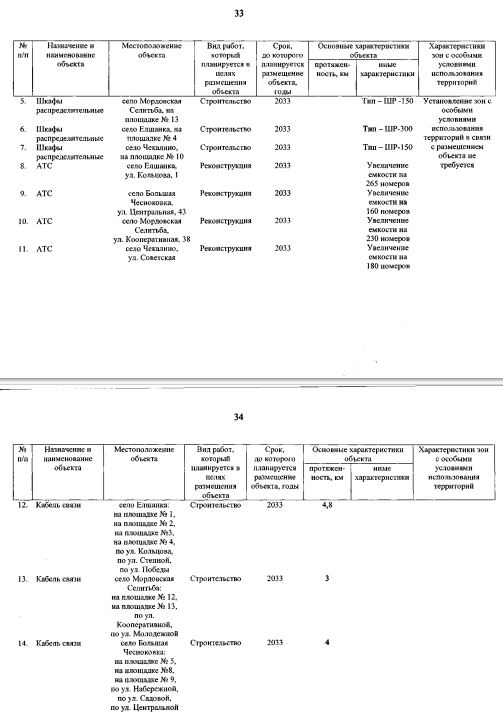 33
№ п/п | Назначение и наименование объекта | Местоположение объекта | Вид работ, который планируется в целях размещения объекта | Срок, до которого планируется размещение объекта, годы | Основные характеристики объекта | Характеристики зон с особыми условиями использования территорий
протяжен-ность, км | иные характеристики
5. Шкафы распределительные | село Мордовская Селитьба, на площадке № 13 | Строительство | 2033 | Тип – ШР -150 | Установление зон с особыми условиями использования территорий в связи с размещением объекта не требуется
6. Шкафы распределительные | село Елшанка, на площадке № 4 | Строительство | 2033 | Тип – ШР-300
7. Шкафы распределительные | село Чекалино, на площадке № 10 | Строительство | 2033 | Тип – ШР-150
8. АТС | село Елшанка, ул. Кольцова, 1 | Реконструкция | 2033 | Увеличение емкости на 265 номеров
9. АТС | село Большая Чесноковка, ул. Центральная, 43 | Реконструкция | 2033 | Увеличение емкости на 160 номеров
10. АТС | село Мордовская Селитьба, ул. Кооперативная, 38 | Реконструкция | 2033 | Увеличение емкости на 230 номеров
11. АТС | село Чекалино, ул. Советская | Реконструкция | 2033 | Увеличение емкости на 180 номеров
34
№ п/п | Назначение и наименование объекта | Местоположение объекта | Вид работ, который планируется в целях размещения объекта | Срок, до которого планируется размещение объекта, годы | Основные характеристики объекта | Характеристики зон с особыми условиями использования территорий
протяжен-ность, км | иные характеристики
12. Кабель связи | село Елшанка: на площадке № 1, на площадке № 2, на площадке №3, на площадке № 4, по ул. Кольцова, по ул. Степной, по ул. Победы | Строительство | 2033 | 4,8
13. Кабель связи | село Мордовская Селитьба: на площадке № 12, на площадке № 13, по ул. Кооперативной, по ул. Молодежной | Строительство | 2033 | 3
14. Кабель связи | село Большая Чесноковка: на площадке № 5, на площадке №8, на площадке № 9, по ул. Набережной, по ул. Садовой, по ул. Центральной | Строительство | 2033 | 4